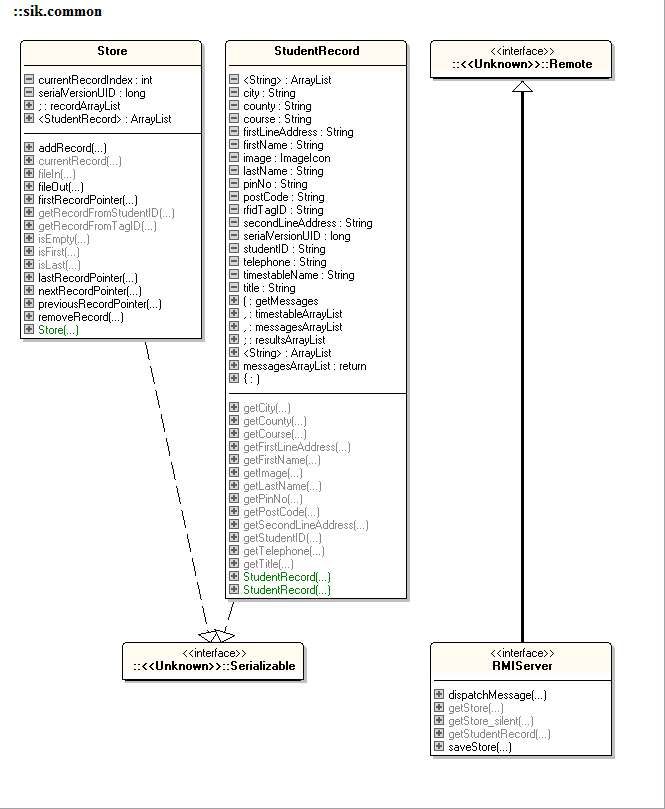 ::sik.common
Store
currentRecordIndex : int
serialVersionUID : long
; : recordArrayList
<StudentRecord> : ArrayList
addRecord(...)
currentRecord(...)
fileIn(...)
fileOut(...)
firstRecordPointer(...)
getRecordFromStudentID(...)
getRecordFromTagID(...)
isEmpty(...)
isFirst(...)
isLast(...)
lastRecordPointer(...)
nextRecordPointer(...)
previousRecordPointer(...)
removeRecord(...)
Store(...)
StudentRecord
<String> : ArrayList
city : String
county : String
course : String
firstLineAddress : String
firstName : String
image : ImageIcon
lastName : String
pinNo : String
postCode : String
rfidTagID : String
secondLineAddress : String
serialVersionUID : long
studentID : String
telephone : String
timestableName : String
title : String
( : getMessages
, : timestableArrayList
, : messagesArrayList
; : resultsArrayList
<String> : ArrayList
messagesArrayList : return
{ : )
getCity(...)
getCounty(...)
getCourse(...)
getFirstLineAddress(...)
getFirstName(...)
getImage(...)
getLastName(...)
getPinNo(...)
getPostCode(...)
getSecondLineAddress(...)
getStudentID(...)
getTelephone(...)
getTitle(...)
StudentRecord(...)
StudentRecord(...)
<<interface>>
::<<Unknown>>::Remote
<<interface>>
::<<Unknown>>::Serializable
<<interface>>
RMIServer
dispatchMessage(...)
getStore(...)
getStore_silent(...)
getStudentRecord(...)
saveStore(...)